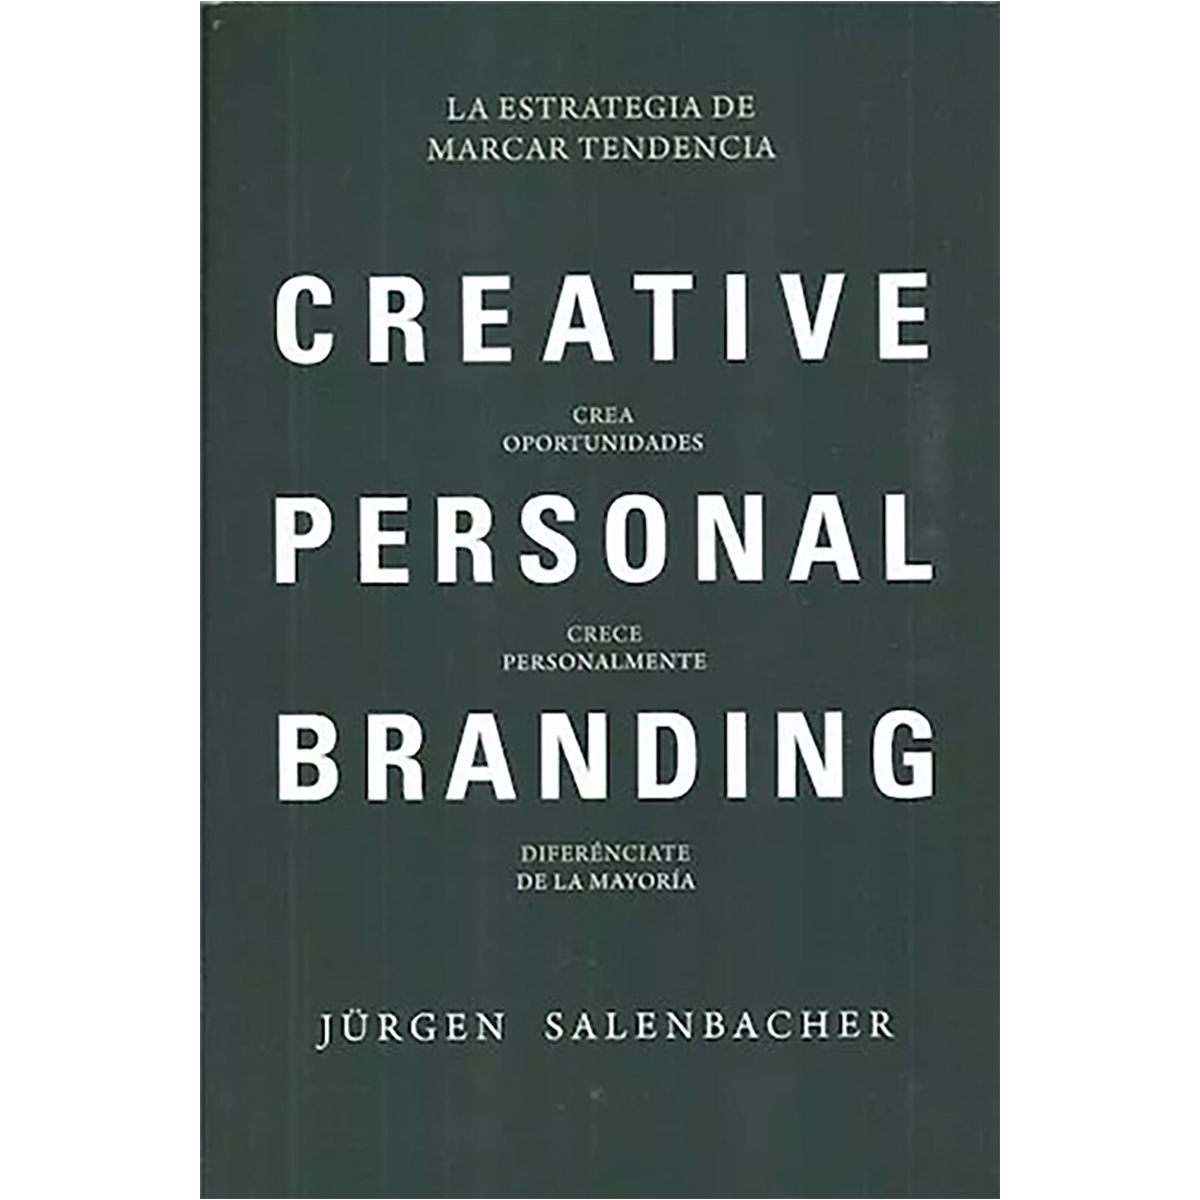 LA ESTRATEGIA DE
MARCAR TENDENCIA
CREATIVE
CREA
OPORTUNIDADES
PERSONAL
CRECE
PERSONALMENTE
BRANDING
DIFERÉNCIATE
DE LA MAYORÍA
JÜRGEN SALENBACHER